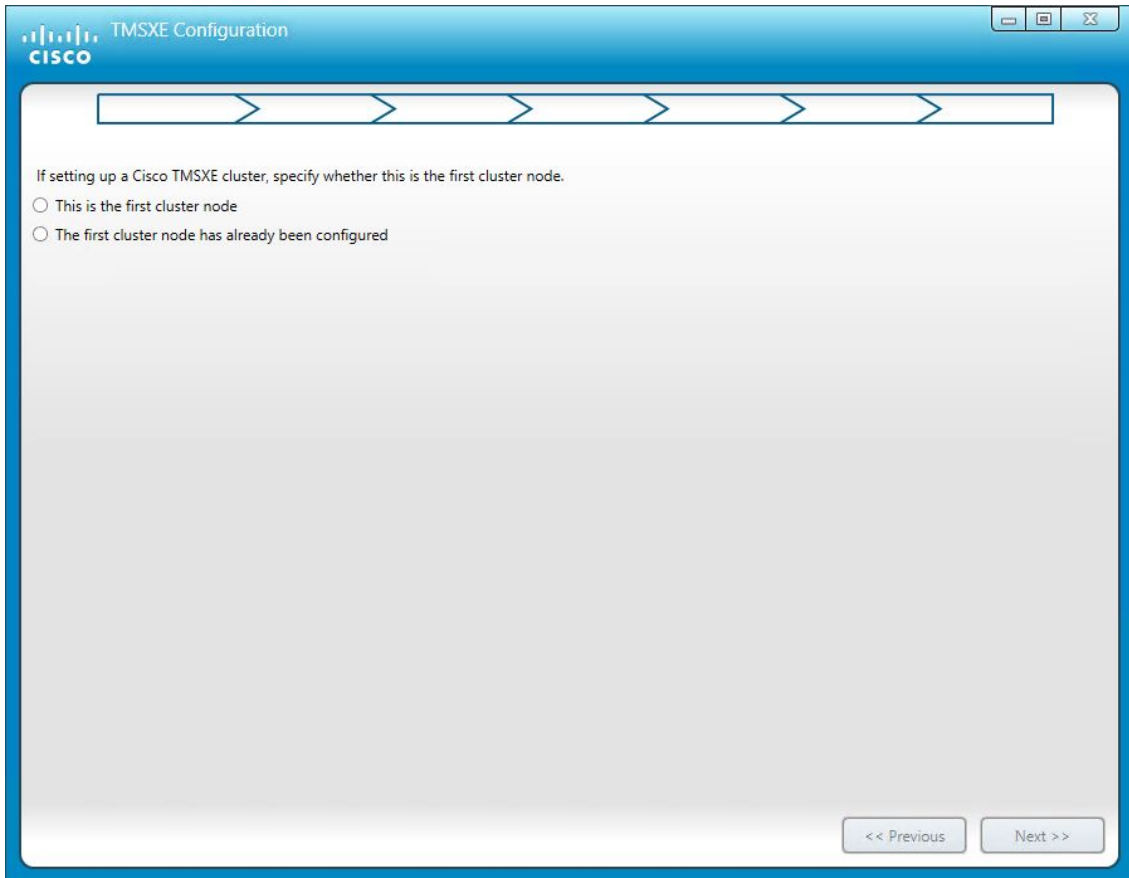 TMSXE Configuration
CISCO
If setting up a Cisco TMSXE cluster, specify whether this is the first cluster node.
This is the first cluster node
The first cluster node has already been configured
<< Previous
Next >>